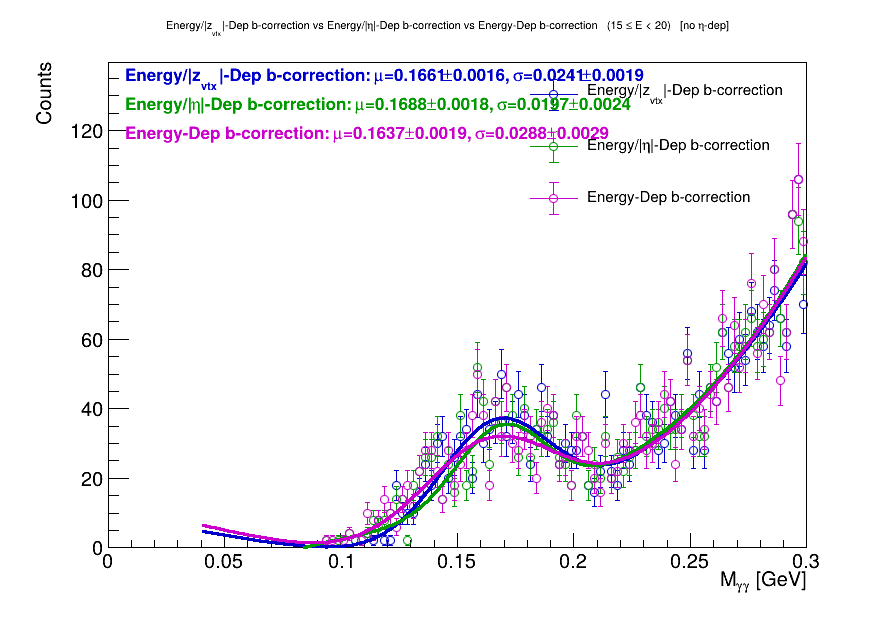 Energy/|z_vtx|-Dep b-correction vs Energy/|η|-Dep b-correction vs Energy-Dep b-correction (15 ≤ E < 20) [no η-dep]
Counts
Energy/|z_vtx|-Dep b-correction: μ=0.1661±0.0016, σ=0.0241±0.0019
Energy/|η|-Dep b-correction: μ=0.1688±0.0018, σ=0.0197±0.0024
Energy-Dep b-correction: μ=0.1637±0.0019, σ=0.0288±0.0029
Energy/|z_vtx|-Dep b-correction
Energy/|η|-Dep b-correction
Energy-Dep b-correction
120
100
80
60
40
20
0
0 0.05 0.1 0.15 0.2 0.25 0.3
M_γγ [GeV]